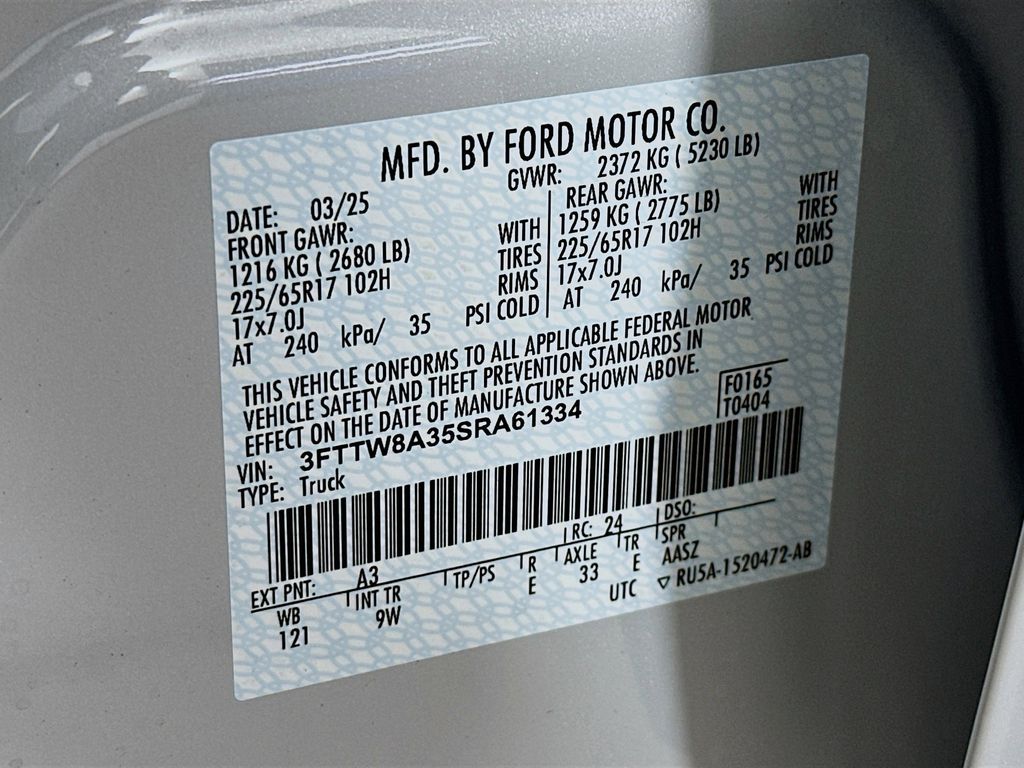 MFD. BY FORD MOTOR CO.
DATE: 03/25 GVWR: 2372 KG ( 5230 LB)
FRONT GAWR: REAR GAWR:
1216 KG ( 2680 LB) WITH 1259 KG ( 2775 LB) WITH
225/65R17 102H TIRES 225/65R17 102H TIRES
17x7.0J RIMS 17x7.0J RIMS
AT 240 kPa/ 35 PSI COLD AT 240 kPa/ 35 PSI COLD
THIS VEHICLE CONFORMS TO ALL APPLICABLE FEDERAL MOTOR
VEHICLE SAFETY AND THEFT PREVENTION STANDARDS IN
EFFECT ON THE DATE OF MANUFACTURE SHOWN ABOVE.
VIN: 3FTTW8A35SRA61334 F0165
TYPE: Truck T0404
EXT PNT: A3 RC: 24 DSO:
WB INT TR TP/PS R AXLE TR SPR
121 9W E 33 E AASZ
UTC ▽ RU5A-1520472-AB